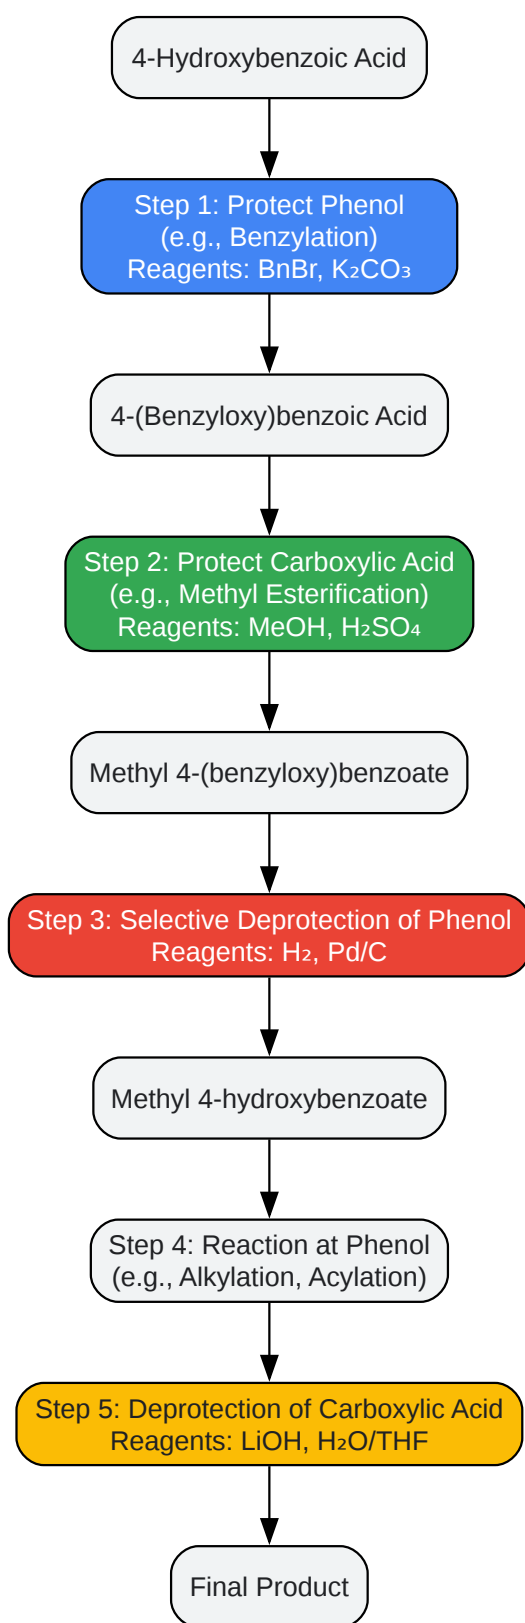 4-Hydroxybenzoic Acid
Step 1: Protect Phenol
(e.g., Benzylation)
Reagents: BnBr, K₂CO₃
4-(Benzyloxy)benzoic Acid
Step 2: Protect Carboxylic Acid
(e.g., Methyl Esterification)
Reagents: MeOH, H₂SO₄
Methyl 4-(benzyloxy)benzoate
Step 3: Selective Deprotection of Phenol
Reagents: H₂, Pd/C
Methyl 4-hydroxybenzoate
Step 4: Reaction at Phenol
(e.g., Alkylation, Acylation)
Step 5: Deprotection of Carboxylic Acid
Reagents: LiOH, H₂O/THF
Final Product